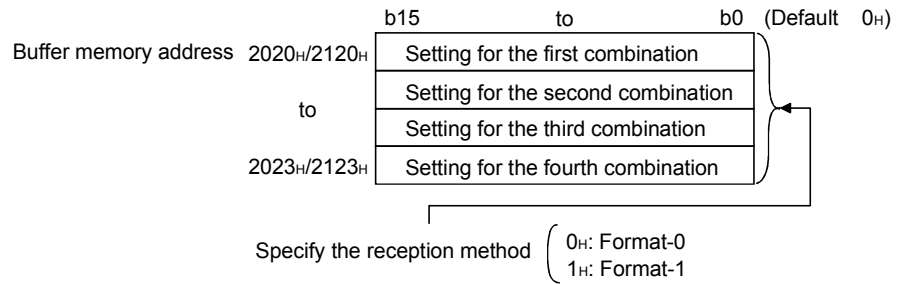 b15 to b0 (Default 0H)
Buffer memory address 2020H/2120H Setting for the first combination
Setting for the second combination
to
Setting for the third combination
2023H/2123H Setting for the fourth combination
Specify the reception method
0H: Format-0
1H: Format-1